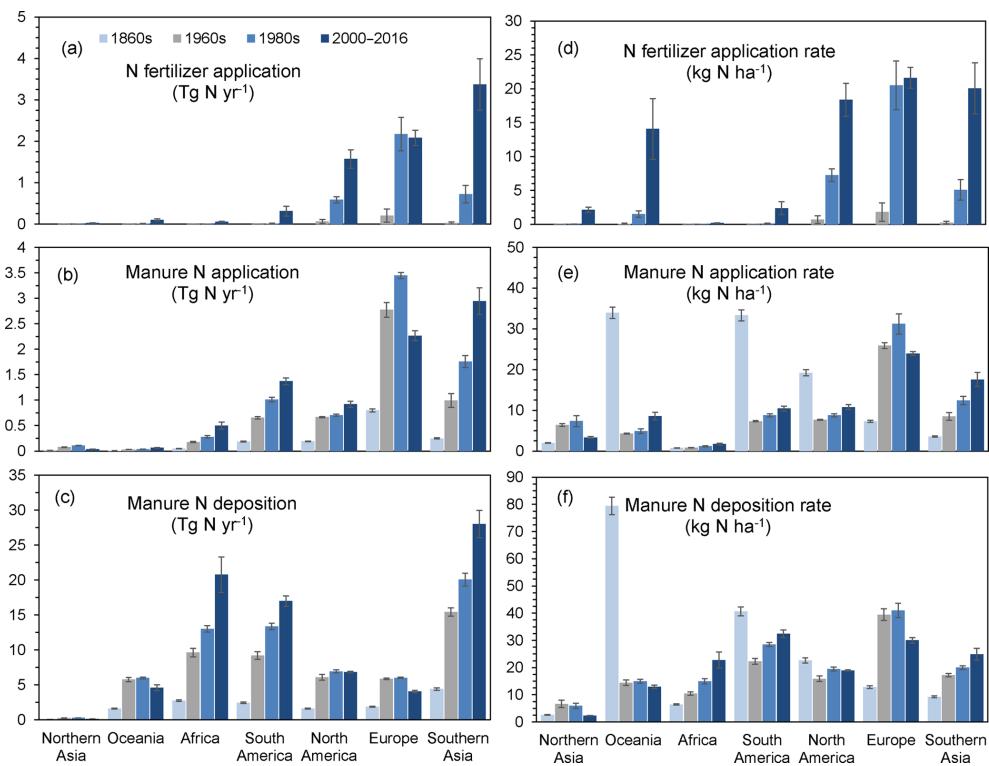 5
4
3
2
1
0
(a)
1860s 1960s 1980s 2000–2016
N fertilizer application
(Tg N yr-1)
30
25
20
15
10
5
0
(d)
N fertilizer application rate
(kg N ha-1)
4
3.5
3
2.5
2
1.5
1
0.5
0
(b)
Manure N application
(Tg N yr-1)
50
40
30
20
10
0
(e)
Manure N application rate
(kg N ha-1)
35
30
25
20
15
10
5
0
(c)
Manure N deposition
(Tg N yr-1)
Northern Asia
Oceania
Africa
South America
North America
Europe
Southern Asia
90
80
70
60
50
40
30
20
10
0
(f)
Manure N deposition rate
(kg N ha-1)
Northern Asia
Oceania
Africa
South America
North America
Europe
Southern Asia